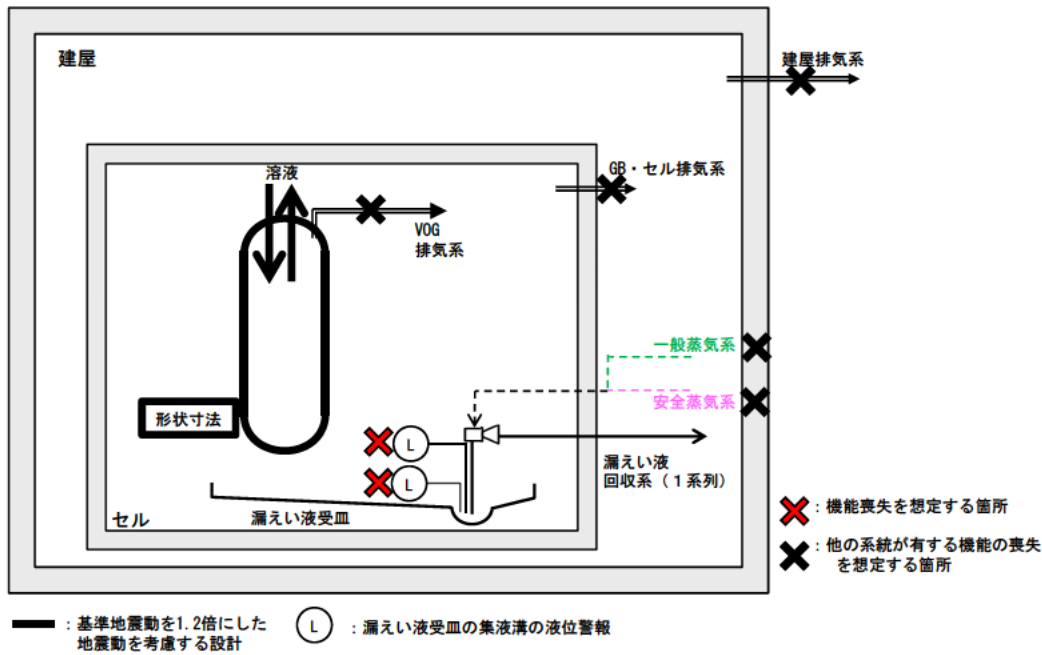 建屋
建屋排気系
溶液
GB・セル排気系
VOG
排気系
一般蒸気系
安全蒸気系
形状寸法
L
L
漏えい液
回収系(1系列)
漏えい液受皿
セル
:機能喪失を想定する箇所
:他の系統が有する機能の喪失
を想定する箇所
:基準地震動を1.2倍にした
地震動を考慮する設計
L
:漏えい液受皿の集液溝の液位警報